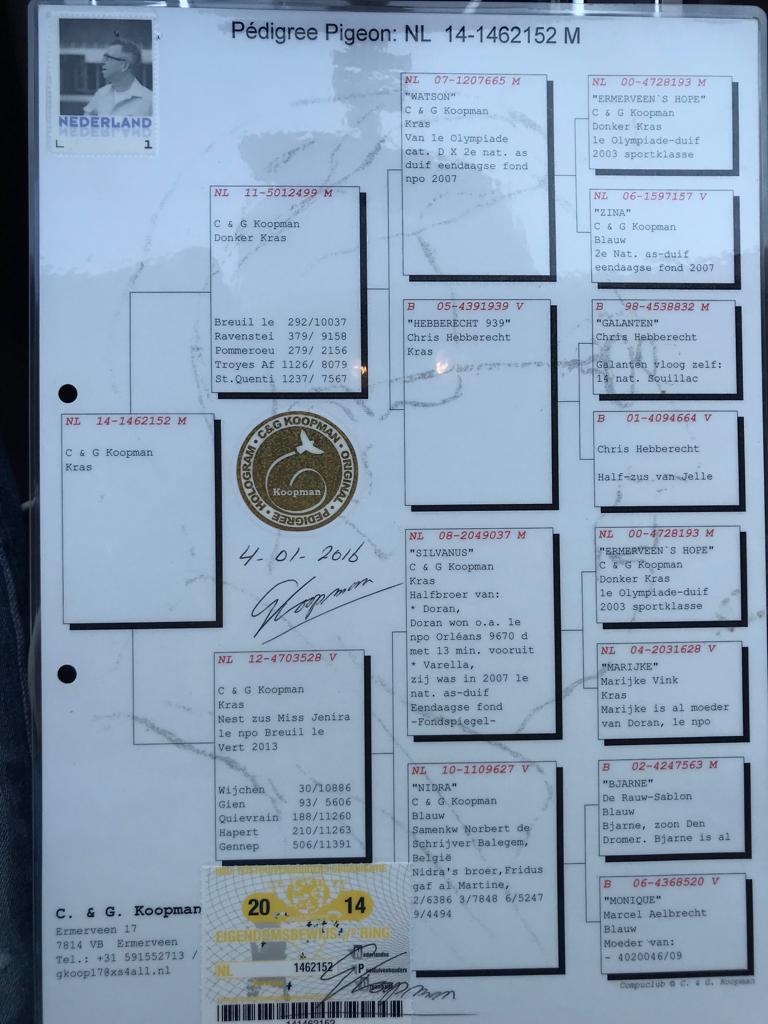 Pédigree Pigeon: NL 14-1462152 M
NEDERLAND
1
NL 14-1462152 M
C & G Koopman
Kras
NL 11-5012499 M
C & G Koopman
Donker Kras
Breuil le 292/10037
Ravenstei 379/ 9158
Pommeroeu 279/ 2156
Troyes Af 1126/ 8079
St.Quenti 1237/ 7567
HOLOGRAM • C&G KOOPMAN • ORIGINAL • PEDIGREE •
Koopman
4-01-2016
NL 12-4703528 V
C & G Koopman
Kras
Nest zus Miss Jenira
1e npo Breuil le
Vert 2013
Wijchen 30/10886
Gien 93/ 5606
Quievrain 188/11260
Hapert 210/11263
Gennep 506/11391
NL 07-1207665 M
"WATSON"
C & G Koopman
Kras
Van 1e Olympiade
cat. D X 2e nat. as
duif eendaagse fond
npo 2007
B 05-4391939 V
"HEBBERECHT 939"
Chris Hebberecht
Kras
NL 08-2049037 M
"SILVANUS"
C & G Koopman
Kras
Halfbroer van:
* Doran,
Doran won o.a. 1e
npo Orléans 9670 d
met 13 min. vooruit
* Varella,
zij was in 2007 1e
nat. as-duif
Eendaagse fond
-Fondspiegel-
NL 10-1109627 V
"NIDRA"
C & G Koopman
Blauw
Samenkw Norbert de
Schrijver Balegem,
België
Nidra's broer,Fridus
gaf al Martine,
2/6386 3/7848 6/5247
9/4494
NL 00-4728193 M
"ERMERVEEN`S HOPE"
C & G Koopman
Donker Kras
1e Olympiade-duif
2003 sportklasse
NL 06-1597157 V
"ZINA"
C & G Koopman
Blauw
2e Nat. as-duif
eendaagse fond 2007
B 98-4538832 M
"GALANTEN"
Chris Hebberecht
Galanten vloog zelf:
14 nat. Souillac
B 01-4094664 V
Chris Hebberecht
Half-zus van Jelle
NL 00-4728193 M
"ERMERVEEN`S HOPE"
C & G Koopman
Donker Kras
1e Olympiade-duif
2003 sportklasse
NL 04-2031628 V
"MARIJKE"
Marijke Vink
Kras
Marijke is al moeder
van Doran, 1e npo
B 02-4247563 M
"BJARNE"
De Rauw-Sablon
Blauw
Bjarne, zoon Den
Dromer. Bjarne is al
B 06-4368520 V
"MONIQUE"
Marcel Aelbrecht
Blauw
Moeder van:
- 4020046/09
Compuclub © C. & G. Koopman
C. & G. Koopman
Ermerveen 17
7814 VB Ermerveen
Tel.: +31 591552713 /
gkoop17@xs4all.nl
20 14
EIGENDOMSBEWIJS
RING
NL 1462152
Nederlandse
Postduivenhouders